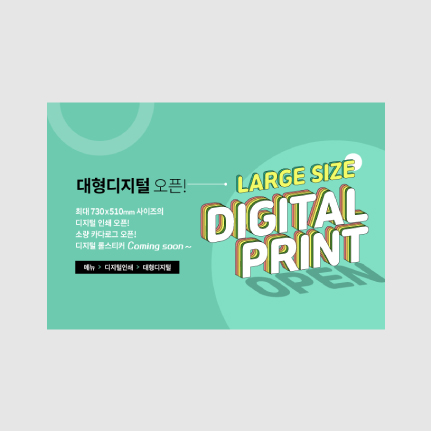 대형디지털 오픈!
최대 730x510mm 사이즈의
디지털 인쇄 오픈!
소량 카다로그 오픈!
디지털 롤스티커 Coming soon~
메뉴 > 디지털인쇄 > 대형디지털
LARGE SIZE
DIGITAL
PRINT
OPEN